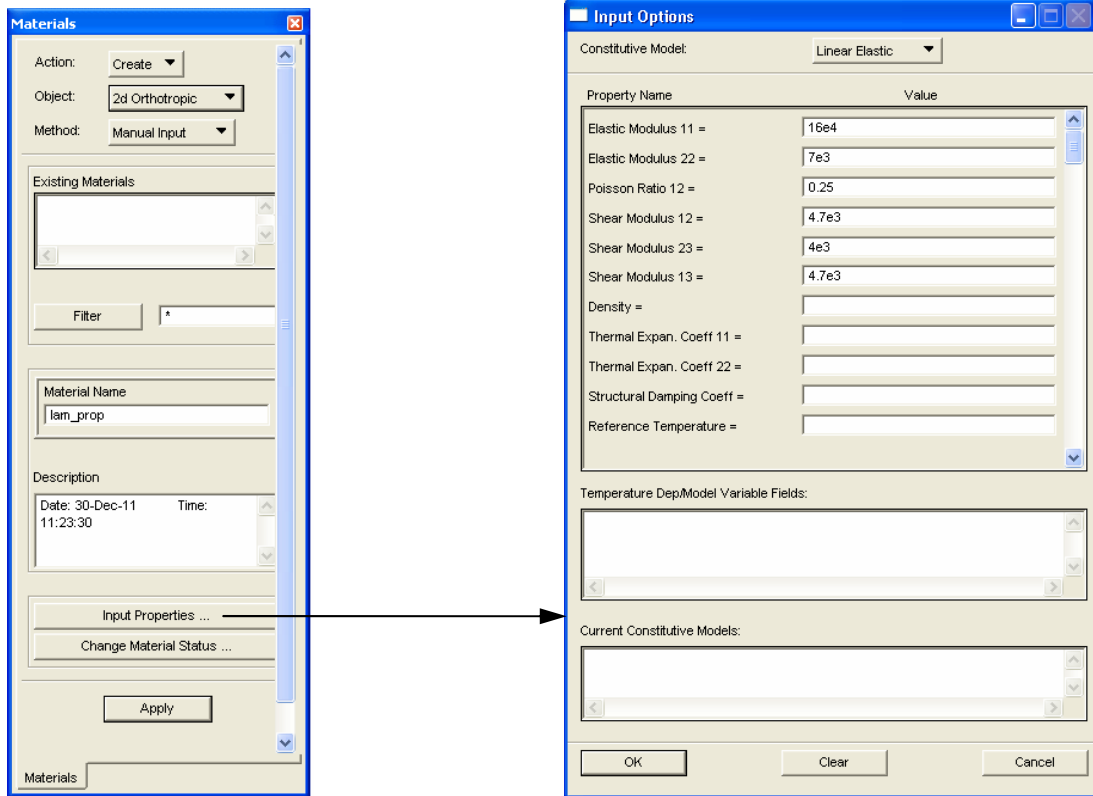 Materials
Action: Create
Object: 2d Orthotropic
Method: Manual Input
Existing Materials
Filter *
Material Name
lam_prop
Description
Date: 30-Dec-11 Time:
11:23:30
Input Properties ...
Change Material Status ...
Apply
Materials
Input Options
Constitutive Model: Linear Elastic
Property Name Value
Elastic Modulus 11 = 16e4
Elastic Modulus 22 = 7e3
Poisson Ratio 12 = 0.25
Shear Modulus 12 = 4.7e3
Shear Modulus 23 = 4e3
Shear Modulus 13 = 4.7e3
Density =
Thermal Expan. Coeff 11 =
Thermal Expan. Coeff 22 =
Structural Damping Coeff =
Reference Temperature =
Temperature Dep/Model Variable Fields:
Current Constitutive Models:
OK Clear Cancel